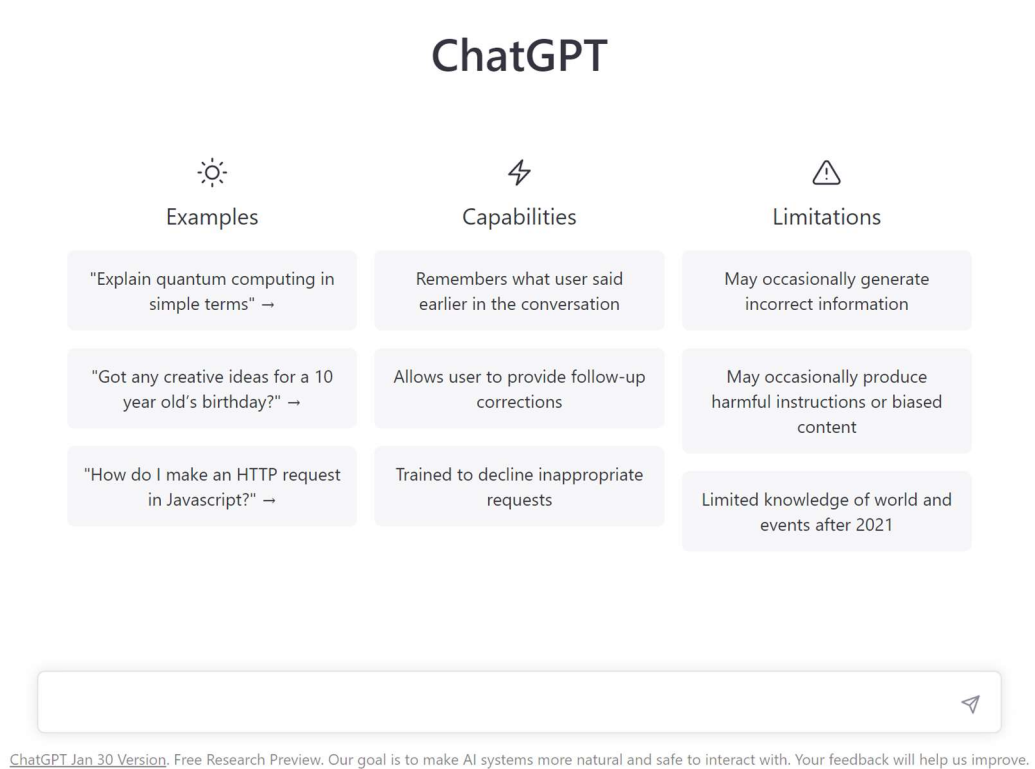 ChatGPT
Examples
"Explain quantum computing in
simple terms" →
"Got any creative ideas for a 10
year old’s birthday?" →
"How do I make an HTTP request
in Javascript?" →
Capabilities
Remembers what user said
earlier in the conversation
Allows user to provide follow-up
corrections
Trained to decline inappropriate
requests
Limitations
May occasionally generate
incorrect information
May occasionally produce
harmful instructions or biased
content
Limited knowledge of world and
events after 2021
ChatGPT Jan 30 Version. Free Research Preview. Our goal is to make AI systems more natural and safe to interact with. Your feedback will help us improve.